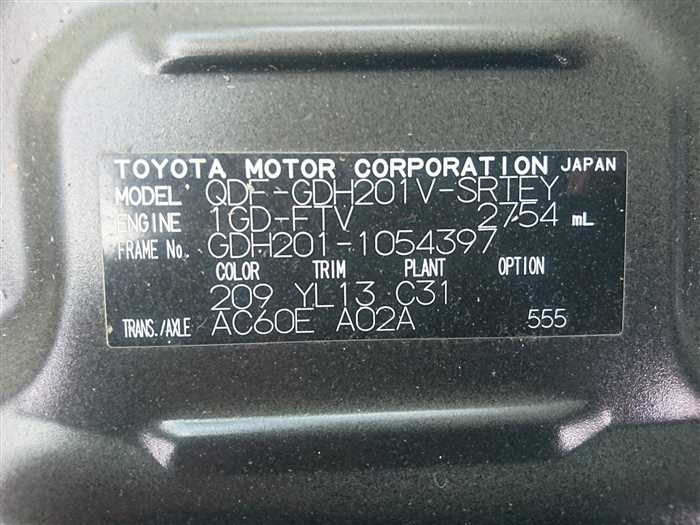 TOYOTA MOTOR CORPORATION JAPAN
MODEL QDF-GDH201V-SRTEY
ENGINE 1GD-FTV 2754 mL
FRAME No. GDH201-1054397
COLOR TRIM PLANT OPTION
209 YL13 C31
TRANS./AXLE AC60E A02A 555